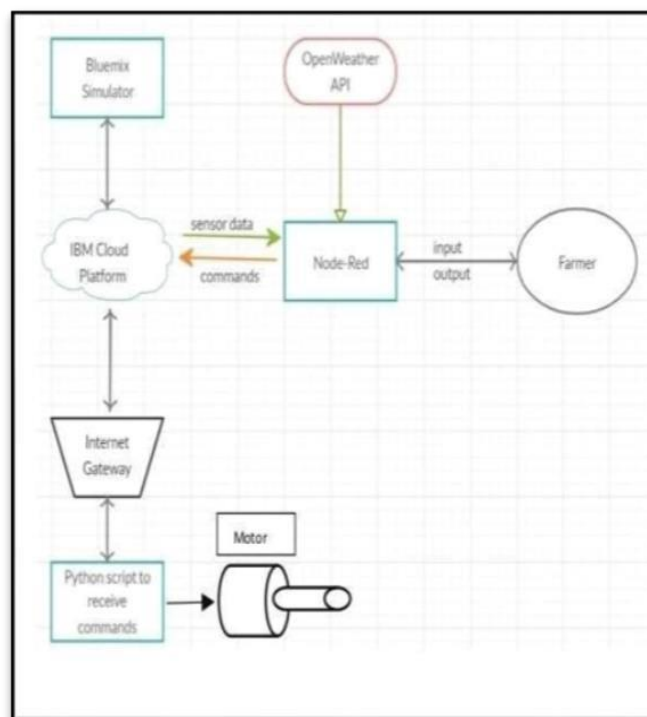 Bluemix
Simulator
OpenWeather
API
IBM Cloud
Platform
sensor data
commands
Node-Red
input
output
Farmer
Internet
Gateway
Motor
Python script to
receive
commands